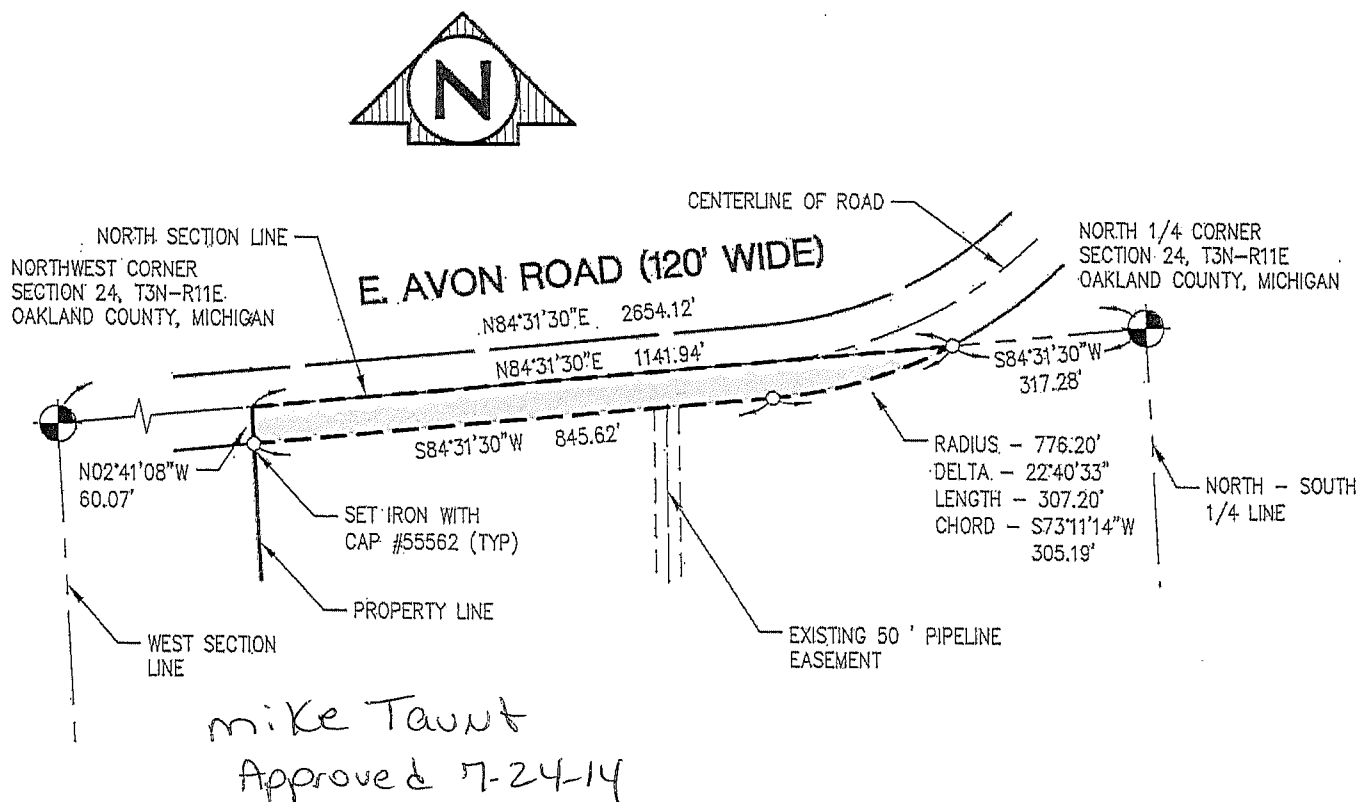 N
CENTERLINE OF ROAD
NORTH SECTION LINE
NORTHWEST CORNER
SECTION 24, T3N-R11E
OAKLAND COUNTY, MICHIGAN
E. AVON ROAD (120' WIDE)
NORTH 1/4 CORNER
SECTION 24, T3N-R11E
OAKLAND COUNTY, MICHIGAN
N84°31'30"E 2654.12'
N84°31'30"E 1141.94'
S84°31'30"W
317.28'
S84°31'30"W 845.62'
N02°41'08"W
60.07'
RADIUS - 776.20'
DELTA - 22°40'33"
LENGTH - 307.20'
CHORD - S73°11'14"W
305.19'
NORTH - SOUTH
1/4 LINE
SET IRON WITH
CAP #55562 (TYP)
PROPERTY LINE
WEST SECTION
LINE
EXISTING 50' PIPELINE
EASEMENT
mike Taunt
Approved 7-24-14